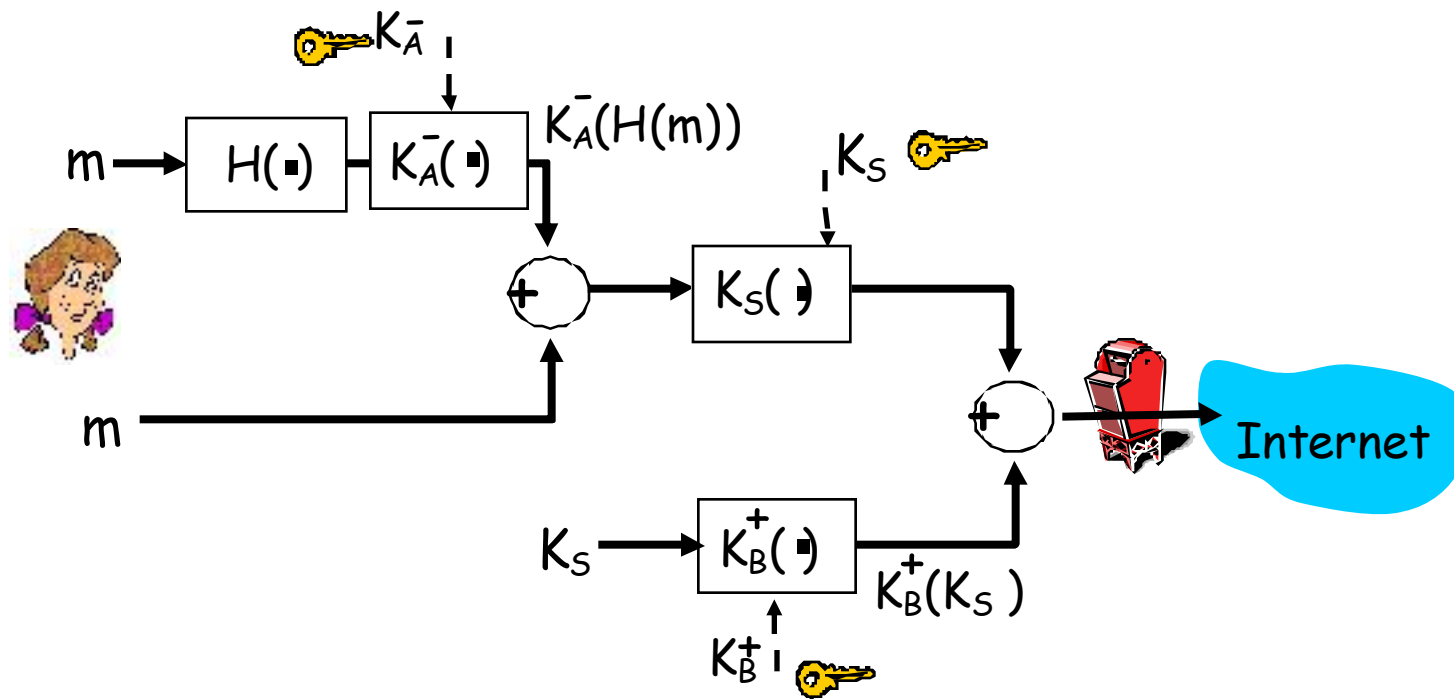 K_A^-
m
H(▪)
K_A^-(▪)
K_A^-(H(m))
K_S
+
K_S(▪)
m
+
Internet
K_S
K_B^+(▪)
K_B^+(K_S)
K_B^+